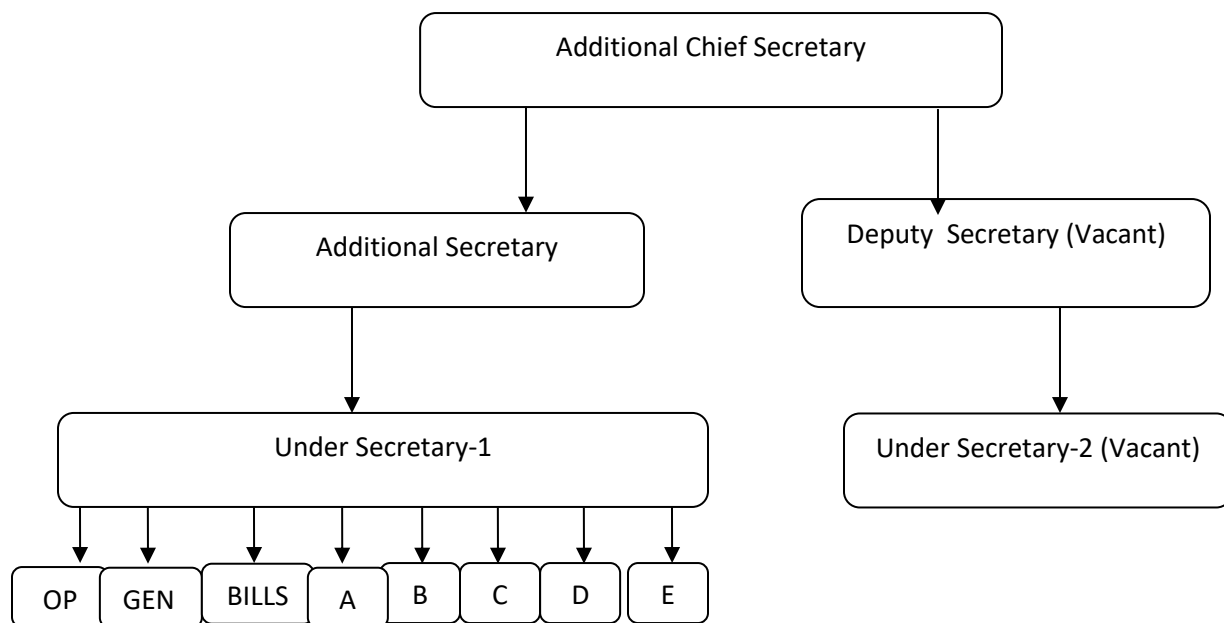 Additional Chief Secretary
Additional Secretary
Deputy Secretary (Vacant)
Under Secretary-1
Under Secretary-2 (Vacant)
OP
GEN
BILLS
A
B
C
D
E